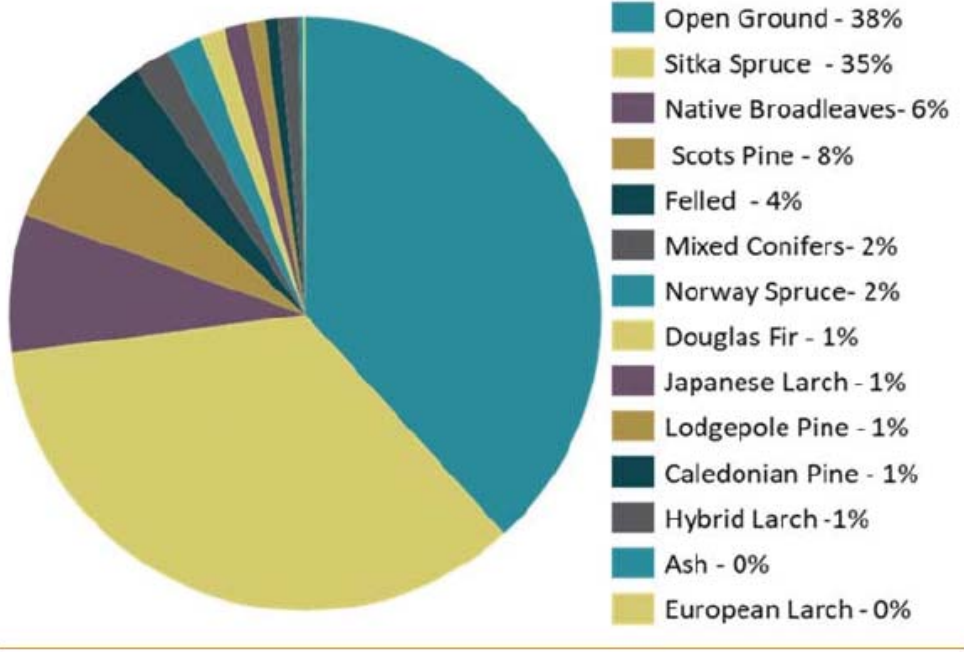 Open Ground - 38%
Sitka Spruce - 35%
Native Broadleaves- 6%
Scots Pine - 8%
Felled - 4%
Mixed Conifers- 2%
Norway Spruce- 2%
Douglas Fir - 1%
Japanese Larch - 1%
Lodgepole Pine - 1%
Caledonian Pine - 1%
Hybrid Larch -1%
Ash - 0%
European Larch - 0%